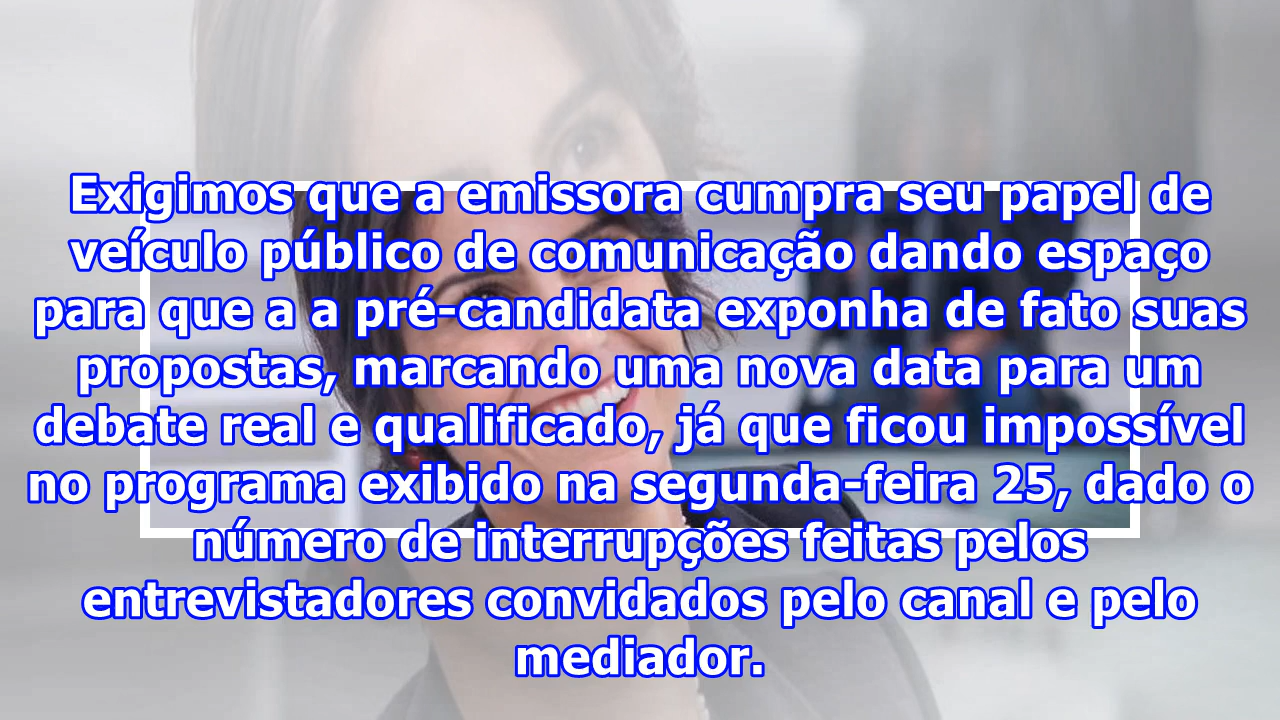 Exigimos que a emissora cumpra seu papel de
veículo público de comunicação dando espaço
para que a a pré-candidata exponha de fato suas
propostas, marcando uma nova data para um
debate real e qualificado, já que ficou impossível
no programa exibido na segunda-feira 25, dado o
número de interrupções feitas pelos
entrevistadores convidados pelo canal e pelo
mediador.